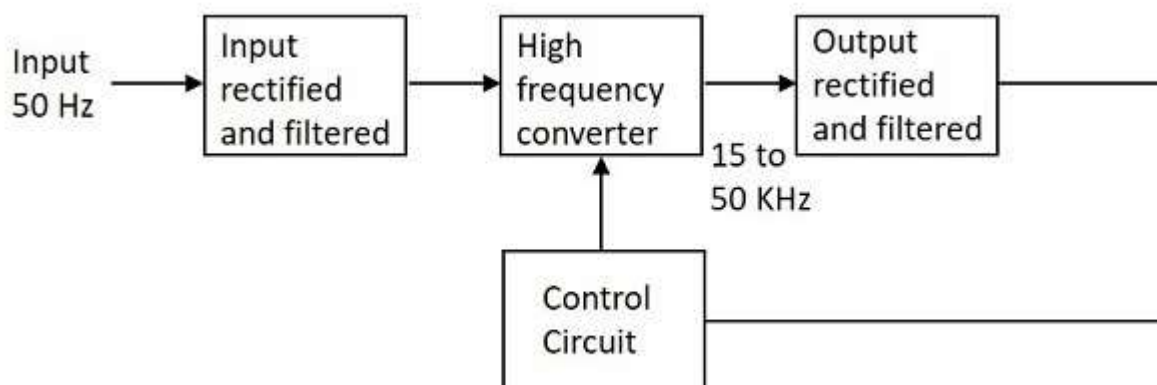 Input
50 Hz
Input
rectified
and filtered
High
frequency
converter
15 to
50 KHz
Output
rectified
and filtered
Control
Circuit